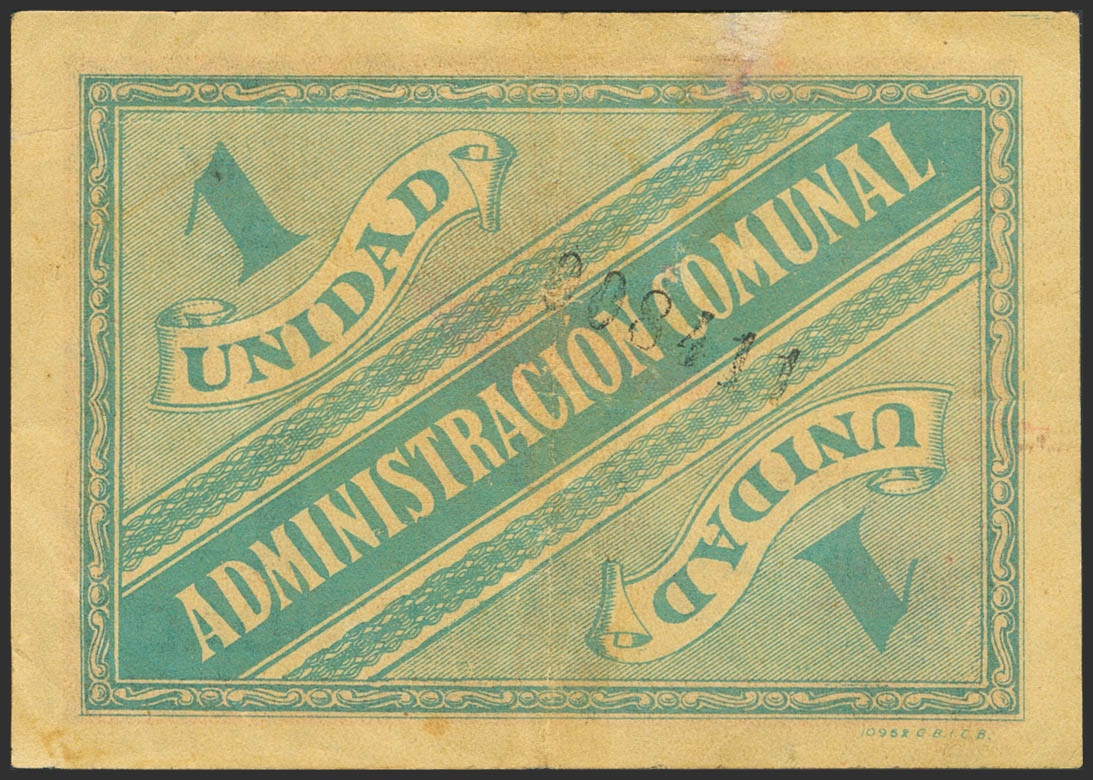 1
UNIDAD
ADMINISTRACIÓN COMUNAL
UNIDAD
1
C.B.I.C.B.